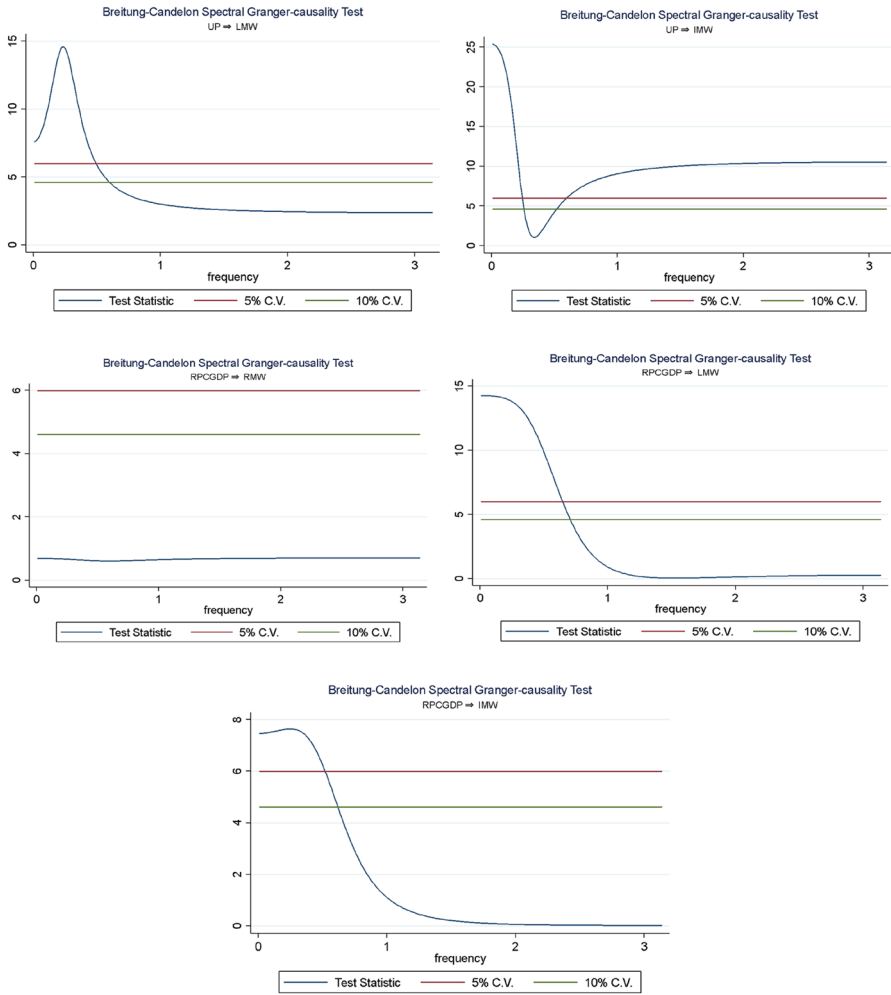 Breitung-Candelon Spectral Granger-causality Test
UP ⇒ LMW
15
10
5
0
0 1 2 3
frequency
Test Statistic 5% C.V. 10% C.V.
Breitung-Candelon Spectral Granger-causality Test
UP ⇒ IMW
25
20
15
10
5
0
0 1 2 3
frequency
Test Statistic 5% C.V. 10% C.V.
Breitung-Candelon Spectral Granger-causality Test
RPCGDP ⇒ RMW
6
4
2
0
0 1 2 3
frequency
Test Statistic 5% C.V. 10% C.V.
Breitung-Candelon Spectral Granger-causality Test
RPCGDP ⇒ LMW
15
10
5
0
0 1 2 3
frequency
Test Statistic 5% C.V. 10% C.V.
Breitung-Candelon Spectral Granger-causality Test
RPCGDP ⇒ IMW
8
6
4
2
0
0 1 2 3
frequency
Test Statistic 5% C.V. 10% C.V.